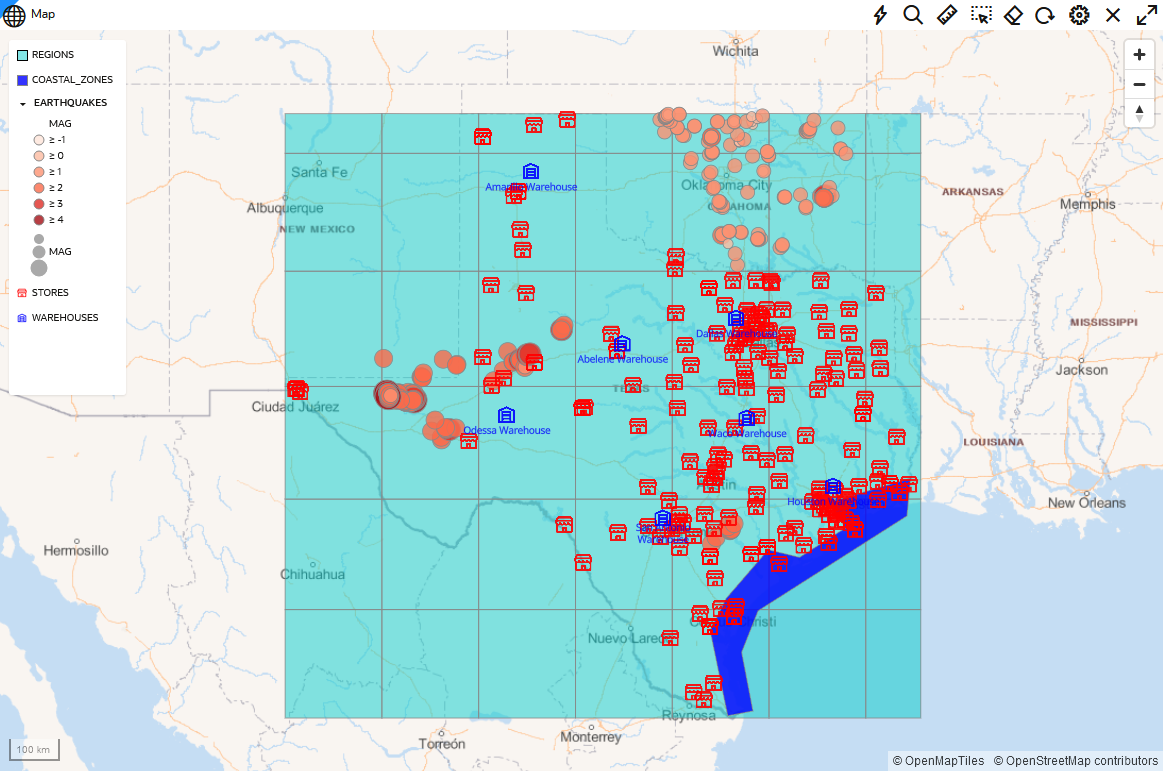 Map
REGIONS
COASTAL_ZONES
EARTHQUAKES
MAG
≥ -1
≥ 0
≥ 1
≥ 2
≥ 3
≥ 4
MAG
STORES
WAREHOUSES
Wichita
Santa Fe
Albuquerque
NEW MEXICO
Amarillo Warehouse
Oklahoma City
OKLAHOMA
ARKANSAS
Memphis
MISSISSIPPI
Jackson
LOUISIANA
New Orleans
Dallas Warehouse
Abelene Warehouse
TEXAS
Ciudad Juárez
Odessa Warehouse
Waco Warehouse
Austin
Houston Warehouse
San Antonio
Warehouse
Hermosillo
Chihuahua
Corpus Christi
Nuevo Laredo
Reynosa
Monterrey
Torreón
+
−
100 km
© OpenMapTiles © OpenStreetMap contributors